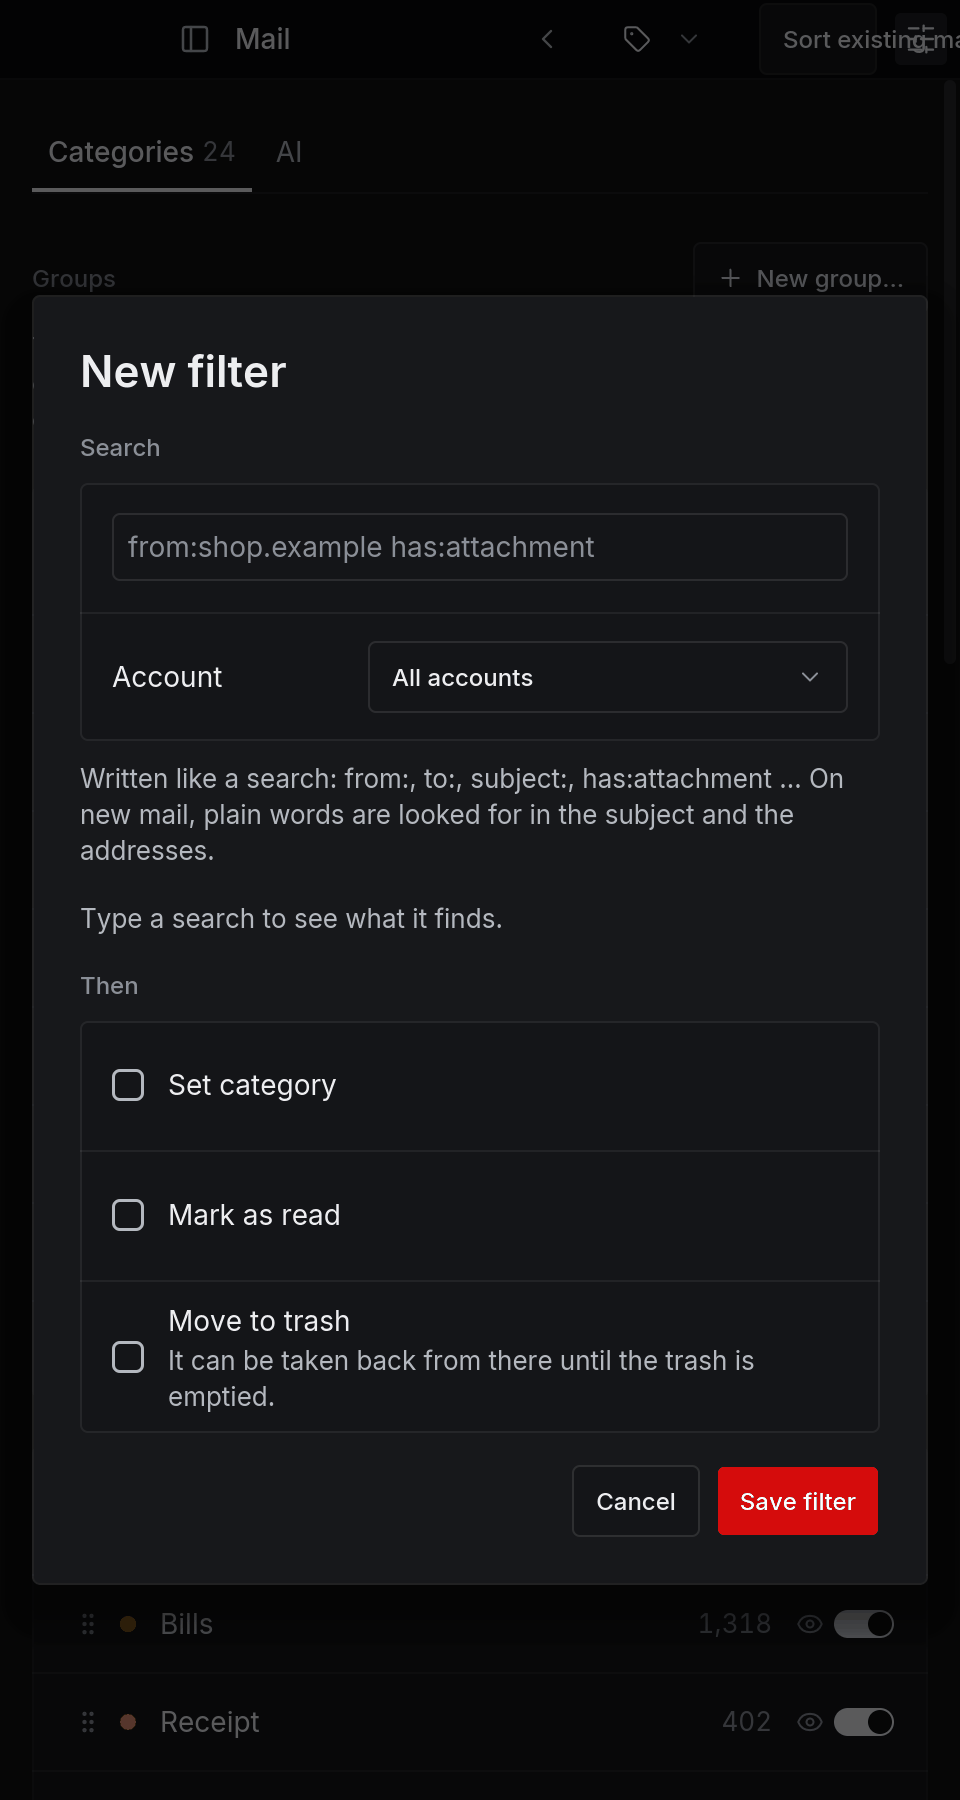 Mail
Sort existing ma
Categories 24
AI
Groups
New group...
New filter
Search
from:shop.example has:attachment
Account
All accounts
Written like a search: from:, to:, subject:, has:attachment ... On
new mail, plain words are looked for in the subject and the
addresses.
Type a search to see what it finds.
Then
Set category
Mark as read
Move to trash
It can be taken back from there until the trash is
emptied.
Cancel
Save filter
Bills
1,318
Receipt
402